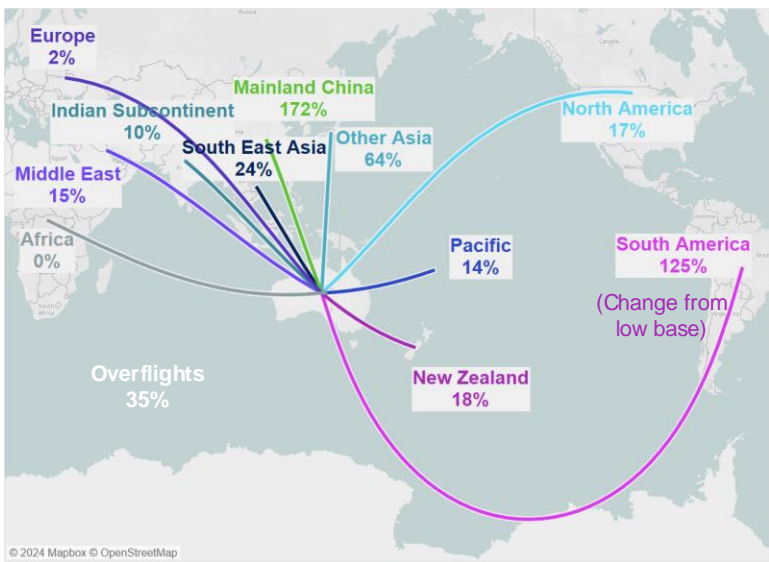 Europe
2%
Mainland China
172%
Indian Subcontinent
10%
North America
17%
South East Asia
24%
Other Asia
64%
Middle East
15%
Africa
0%
Pacific
14%
South America
125%
(Change from
low base)
Overflights
35%
New Zealand
18%
© 2024 Mapbox © OpenStreetMap